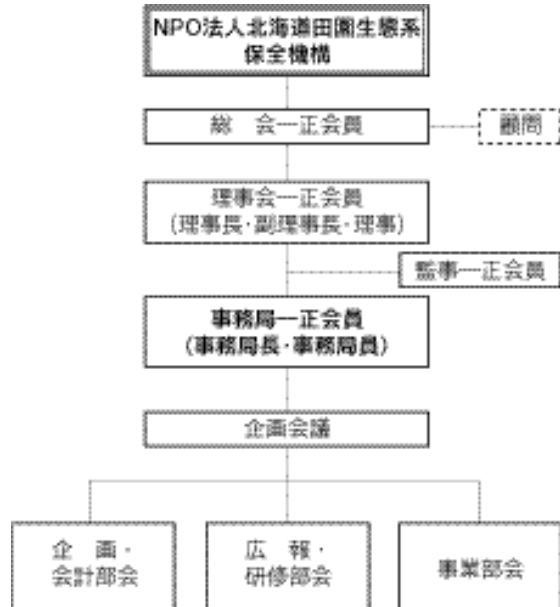 NPO法人北海道田園生態系
保全機構
総　会―正会員
顧問
理事会―正会員
(理事長・副理事長・理事)
監事―正会員
事務局―正会員
(事務局長・事務局員)
企画会議
企　画・
会計部会
広　報・
研修部会
事業部会